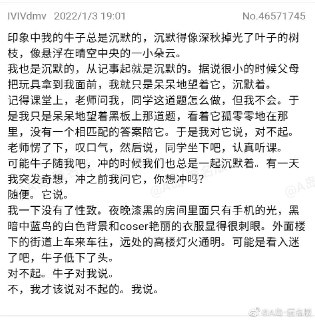 IVIVdmv 2022/1/3 19:01 No.46571745
印象中我的牛子总是沉默的，沉默得像深秋掉光了叶子的树
枝，像悬浮在晴空中央的一小朵云。
我也是沉默的，从记事起就是沉默的。据说很小的时候父母
把玩具拿到我面前，我就只是呆呆地望着它，沉默着。
记得课堂上，老师问我，同学这道题怎么做，但我不会。于
是我只是呆呆地望着黑板上那道题，看着它孤零零地在那
里，没有一个相匹配的答案陪它。于是我对它说，对不起。
老师愣了下，叹口气，然后说，同学坐下吧，认真听课。
可能牛子随我吧，冲的时候我们也总是一起沉默着。有一天
我突发奇想，冲之前我问它，你想冲吗？
随便。它说。
我一下没有了性致。夜晚漆黑的房间里面只有手机的光，黑
暗中蓝鸟的白色背景和coser艳丽的衣服显得很刺眼。外面楼
下的街道上车来车往，远处的高楼灯火通明。可能是看入迷
了吧，牛子低下了头。
对不起。牛子对我说。
不，我才该说对不起的。我说。